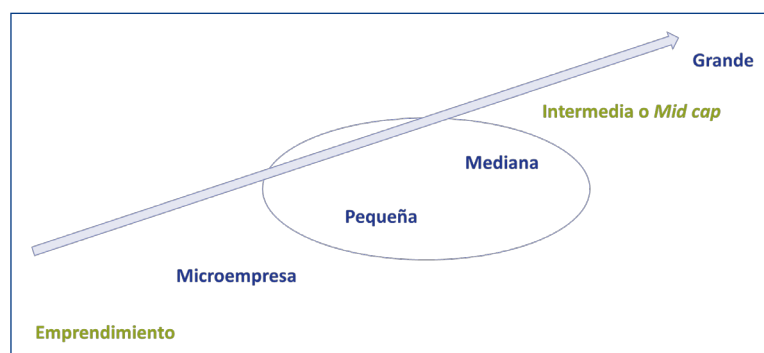 Grande
Intermedia o Mid cap
Mediana
Pequeña
Microempresa
Emprendimiento